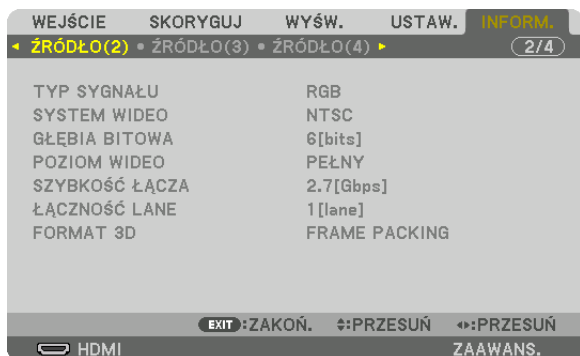 WEJŚCIE SKORYGUJ WYŚW. USTAW. INFORM.
ŹRÓDŁO(2) • ŹRÓDŁO(3) • ŹRÓDŁO(4) 2/4
TYP SYGNAŁU RGB
SYSTEM WIDEO NTSC
GŁĘBIA BITOWA 6[bits]
POZIOM WIDEO PEŁNY
SZYBKOŚĆ ŁĄCZA 2.7[Gbps]
ŁĄCZNOŚĆ LANE 1[lane]
FORMAT 3D FRAME PACKING
EXIT:ZAKOŃ. :PRZESUŃ :PRZESUŃ
HDMI ZAAWANS.